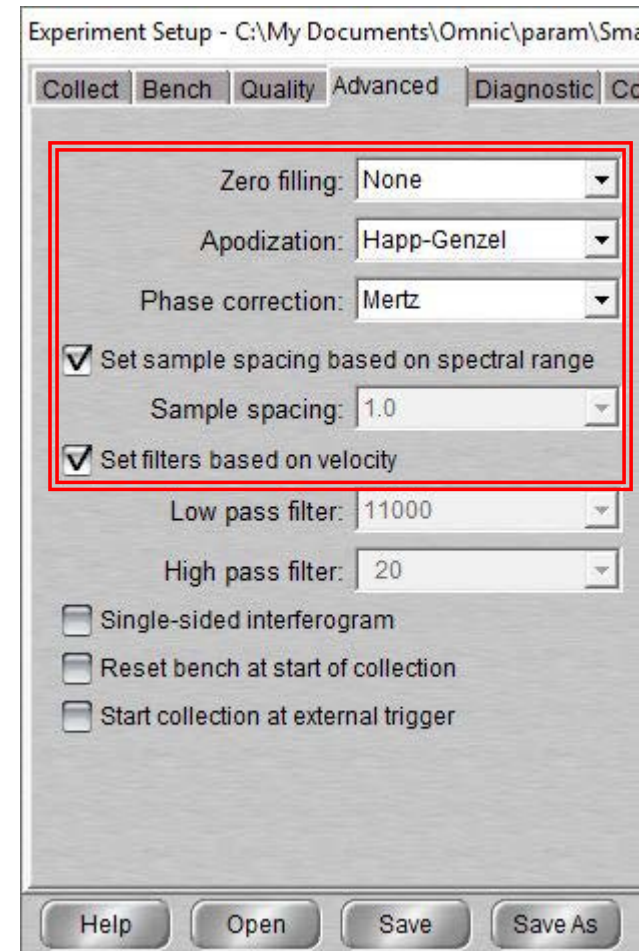 Experiment Setup - C:\My Documents\Omnic\param\Sma
Collect Bench Quality Advanced Diagnostic Co
Zero filling: None
Apodization: Happ-Genzel
Phase correction: Mertz
Set sample spacing based on spectral range
Sample spacing: 1.0
Set filters based on velocity
Low pass filter: 11000
High pass filter: 20
Single-sided interferogram
Reset bench at start of collection
Start collection at external trigger
Help Open Save Save As